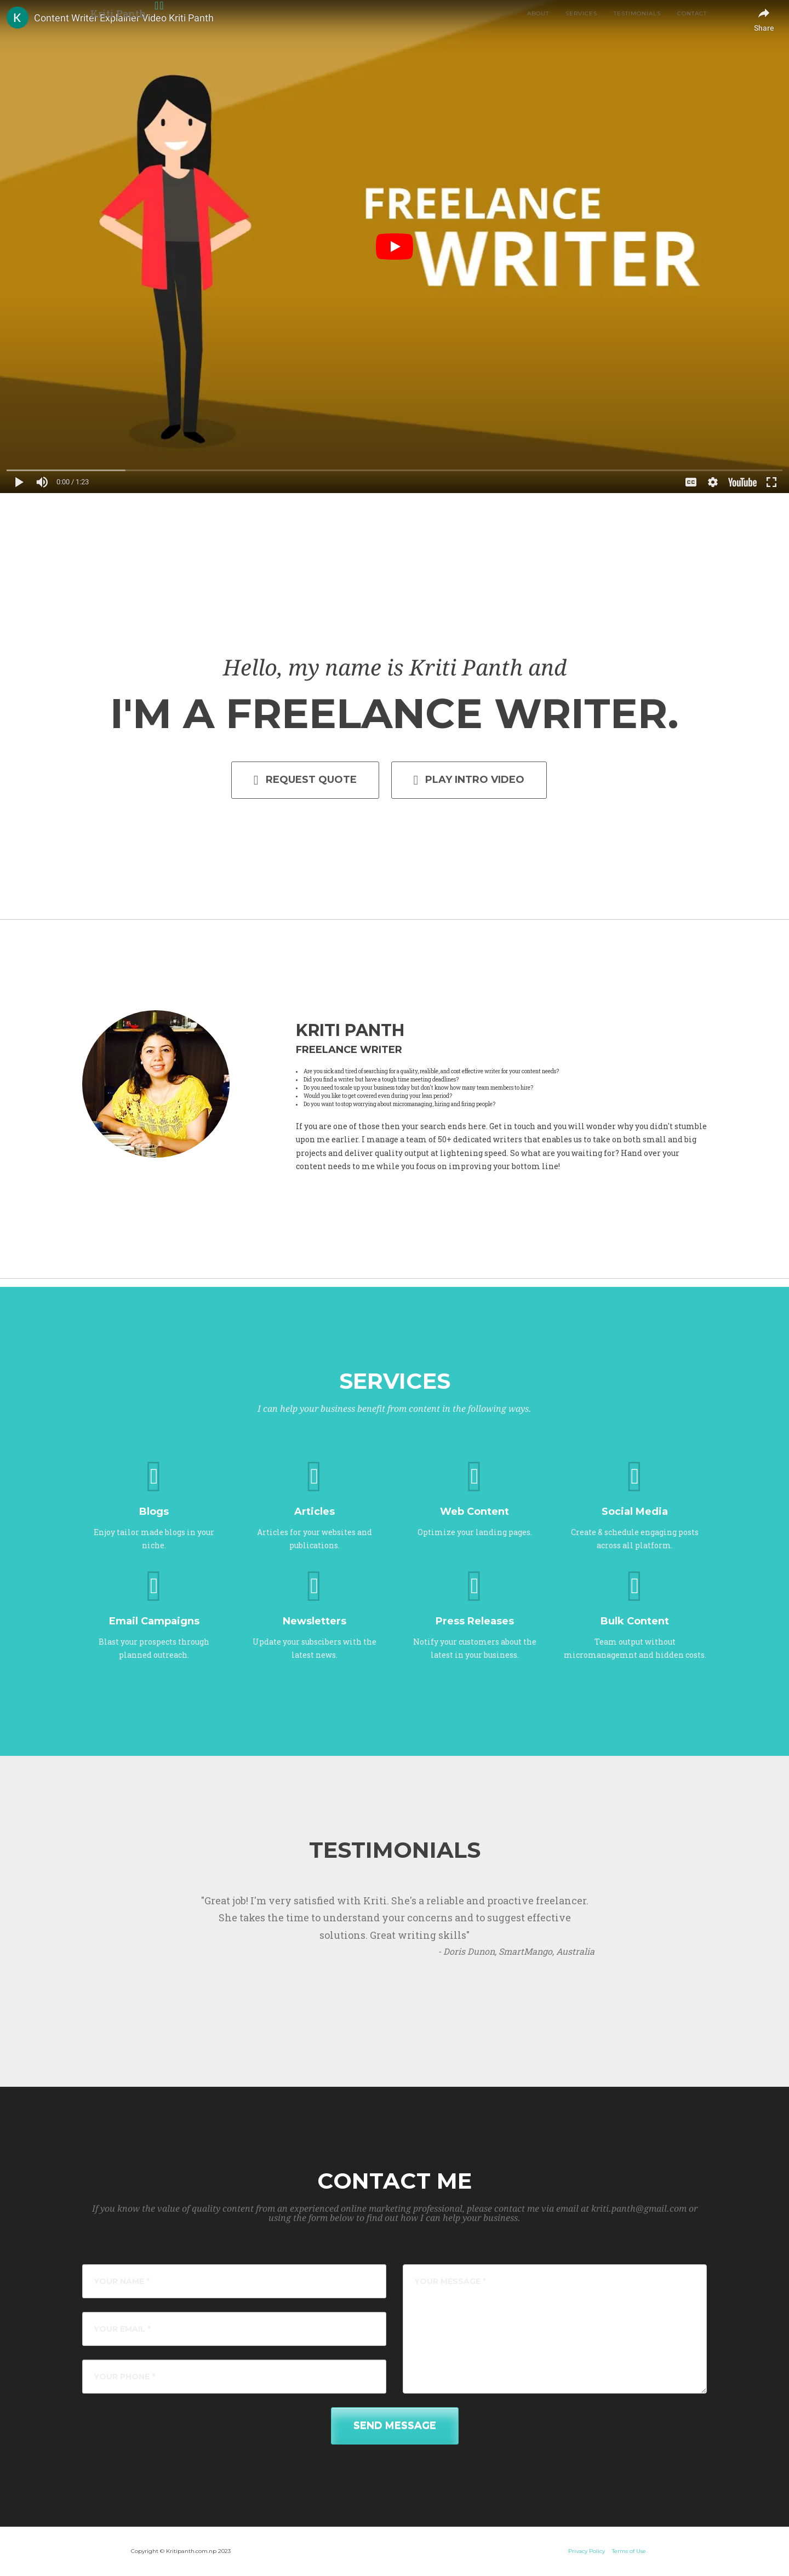 Content Writer Explainer Video Kriti Panth
Kriti Panth
ABOUT SERVICES TESTIMONIALS CONTACT
Share
FREELANCE
WRITER
0:00 / 1:23
CC
YouTube
Hello, my name is Kriti Panth and
I'M A FREELANCE WRITER.
REQUEST QUOTE
PLAY INTRO VIDEO
KRITI PANTH
FREELANCE WRITER
Are you sick and tired of searching for a quality, realible, and cost effective writer for your content needs?
Did you find a writer but have a tough time meeting deadlines?
Do you need to scale up your business today but don't know how many team members to hire?
Would you like to get covered even during your lean period?
Do you want to stop worrying about micromanaging, hiring and firing people?
If you are one of those then your search ends here. Get in touch and you will wonder why you didn't stumble
upon me earlier. I manage a team of 50+ dedicated writers that enables us to take on both small and big
projects and deliver quality output at lightening speed. So what are you waiting for? Hand over your
content needs to me while you focus on improving your bottom line!
SERVICES
I can help your business benefit from content in the following ways.
Blogs
Enjoy tailor made blogs in your
niche.
Articles
Articles for your websites and
publications.
Web Content
Optimize your landing pages.
Social Media
Create & schedule engaging posts
across all platform.
Email Campaigns
Blast your prospects through
planned outreach.
Newsletters
Update your subscibers with the
latest news.
Press Releases
Notify your customers about the
latest in your business.
Bulk Content
Team output without
micromanagemnt and hidden costs.
TESTIMONIALS
"Great job! I'm very satisfied with Kriti. She's a reliable and proactive freelancer.
She takes the time to understand your concerns and to suggest effective
solutions. Great writing skills"
- Doris Dunon, SmartMango, Australia
CONTACT ME
If you know the value of quality content from an experienced online marketing professional, please contact me via email at kriti.panth@gmail.com or
using the form below to find out how I can help your business.
YOUR NAME *
YOUR EMAIL *
YOUR PHONE *
YOUR MESSAGE *
SEND MESSAGE
Copyright © Kritipanth.com.np 2023
Privacy Policy Terms of Use